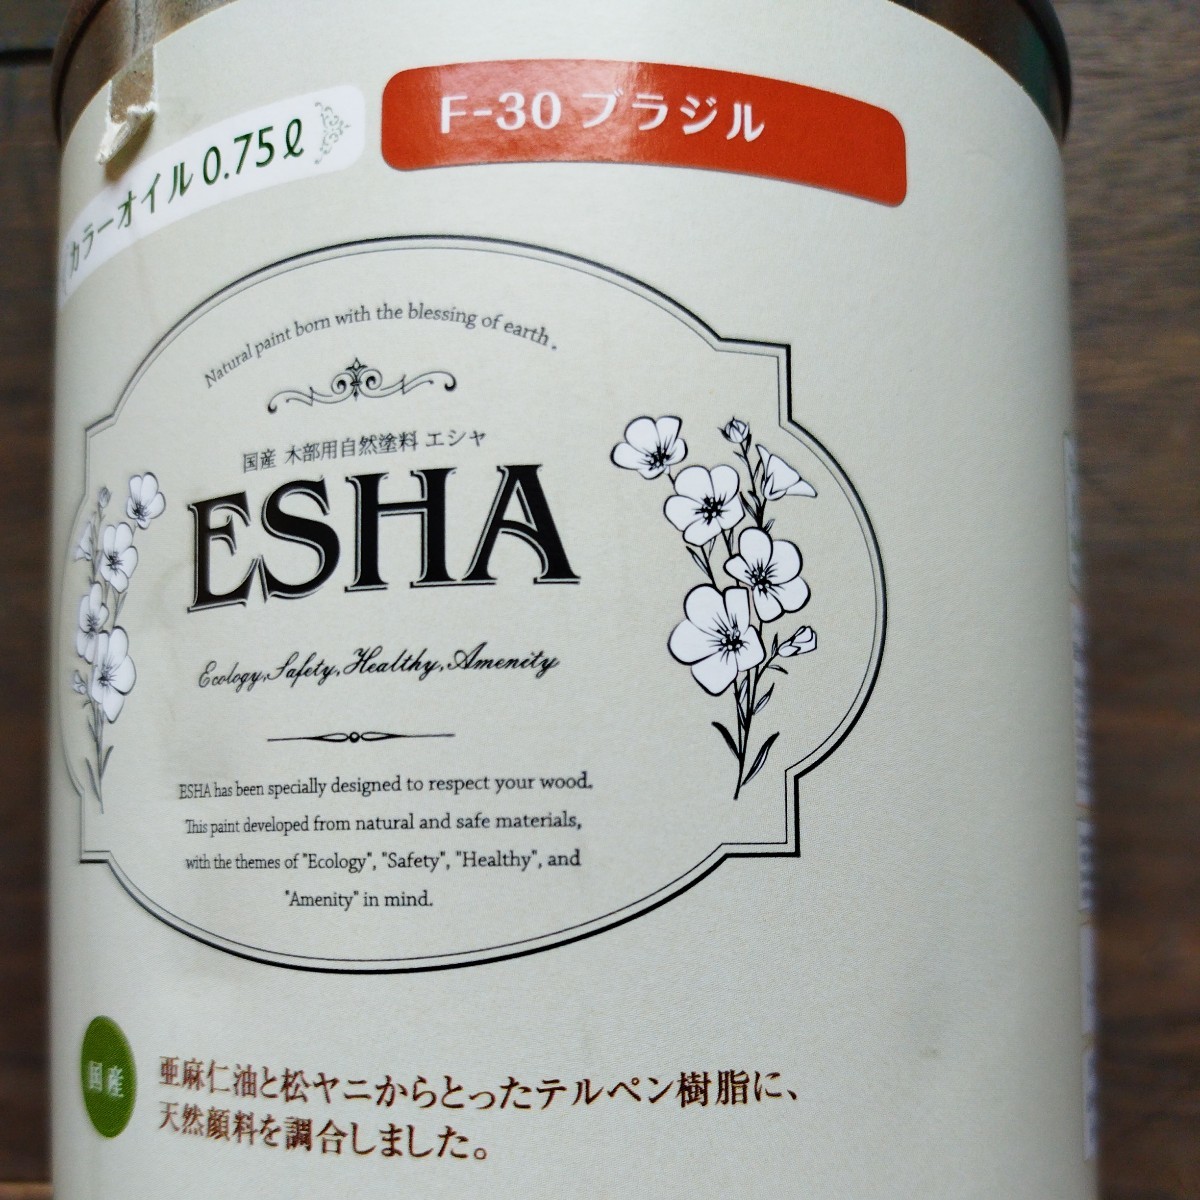 カラーオイル 0.75ℓ
F-30 ブラジル
Natural paint born with the blessing of earth .
国産 木部用自然塗料 エシャ
ESHA
Ecology,Safety,Healthy,Amenity
ESHA has been specially designed to respect your wood.
This paint developed from natural and safe materials,
with the themes of "Ecology", "Safety", "Healthy", and
"Amenity" in mind.
国産
亜麻仁油と松ヤニからとったテルペン樹脂に、
天然顔料を調合しました。